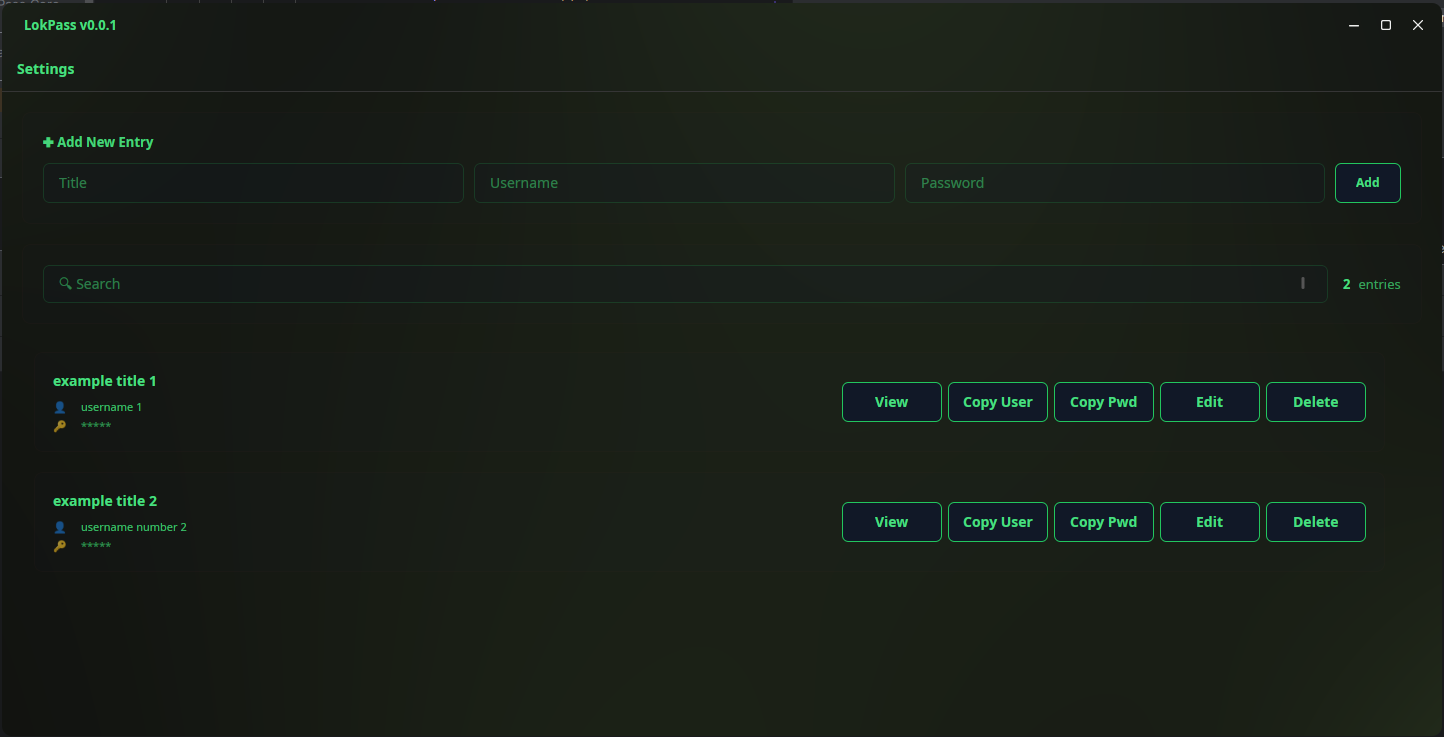 LokPass v0.0.1
Settings
✚ Add New Entry
Title Username Password Add
🔍 Search 2 entries
example title 1
👤 username 1
🔑 *****
View Copy User Copy Pwd Edit Delete
example title 2
👤 username number 2
🔑 *****
View Copy User Copy Pwd Edit Delete